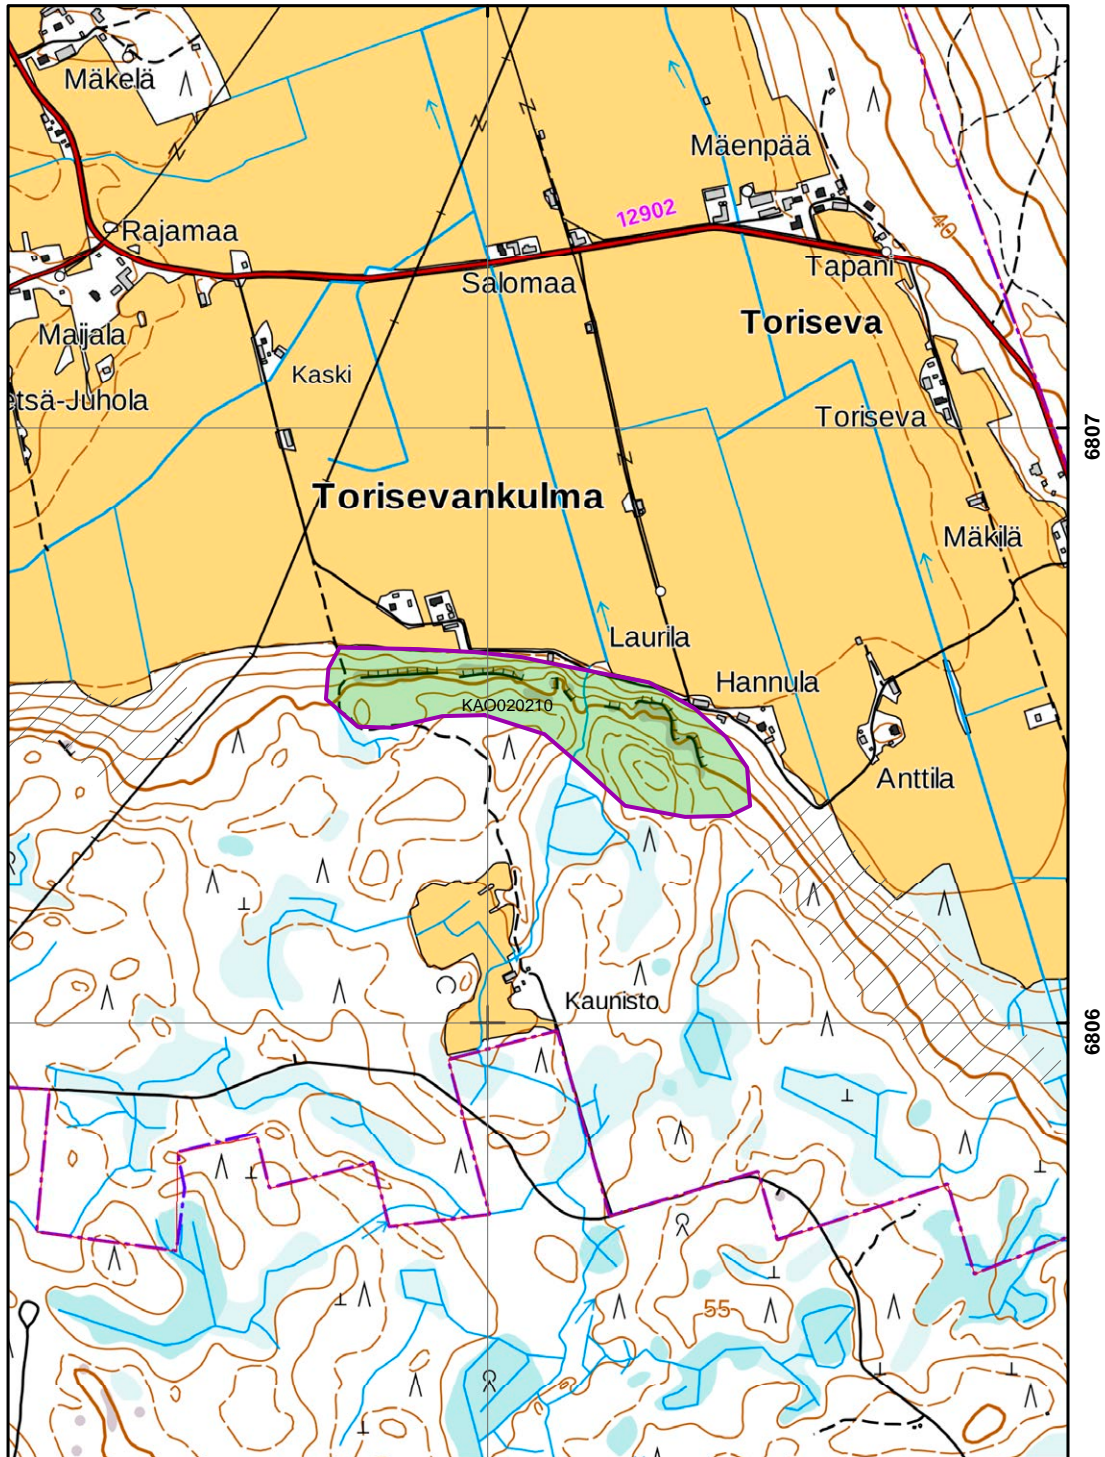 Mäkelä
Mäenpää
12902
Rajamaa
Tapani
Salomaa
40
Toriseva
Maijala
Kaski
etsä-Juhola
Toriseva
6807
Torisevankulma
Mäkilä
Laurila
Hannula
KAO020210
Anttila
Kaunisto
6806
55